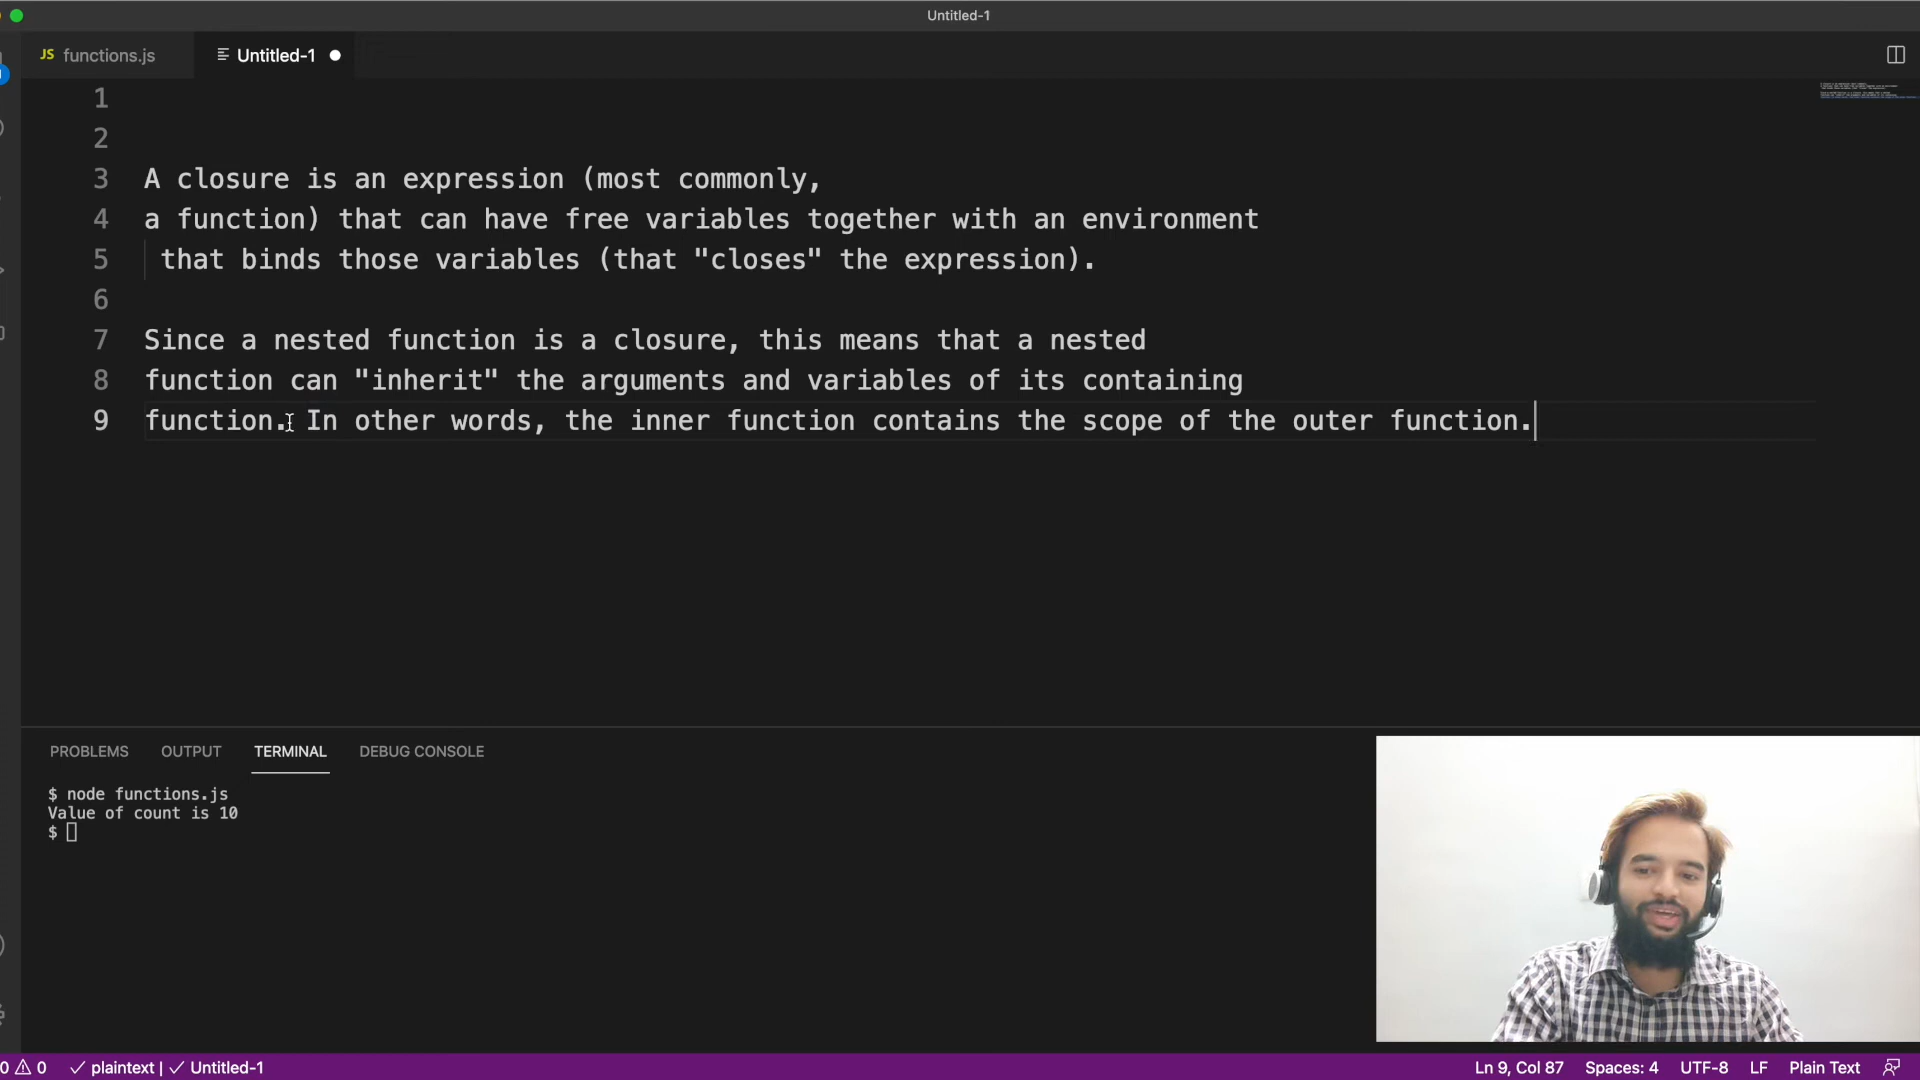 Untitled-1
JS functions.js
Untitled-1
1
2
3 A closure is an expression (most commonly,
4 a function) that can have free variables together with an environment
5 that binds those variables (that "closes" the expression).
6
7 Since a nested function is a closure, this means that a nested
8 function can "inherit" the arguments and variables of its containing
9 function. In other words, the inner function contains the scope of the outer function.
PROBLEMS OUTPUT TERMINAL DEBUG CONSOLE
$ node functions.js
Value of count is 10
$
0 0 plaintext | Untitled-1 Ln 9, Col 87 Spaces: 4 UTF-8 LF Plain Text